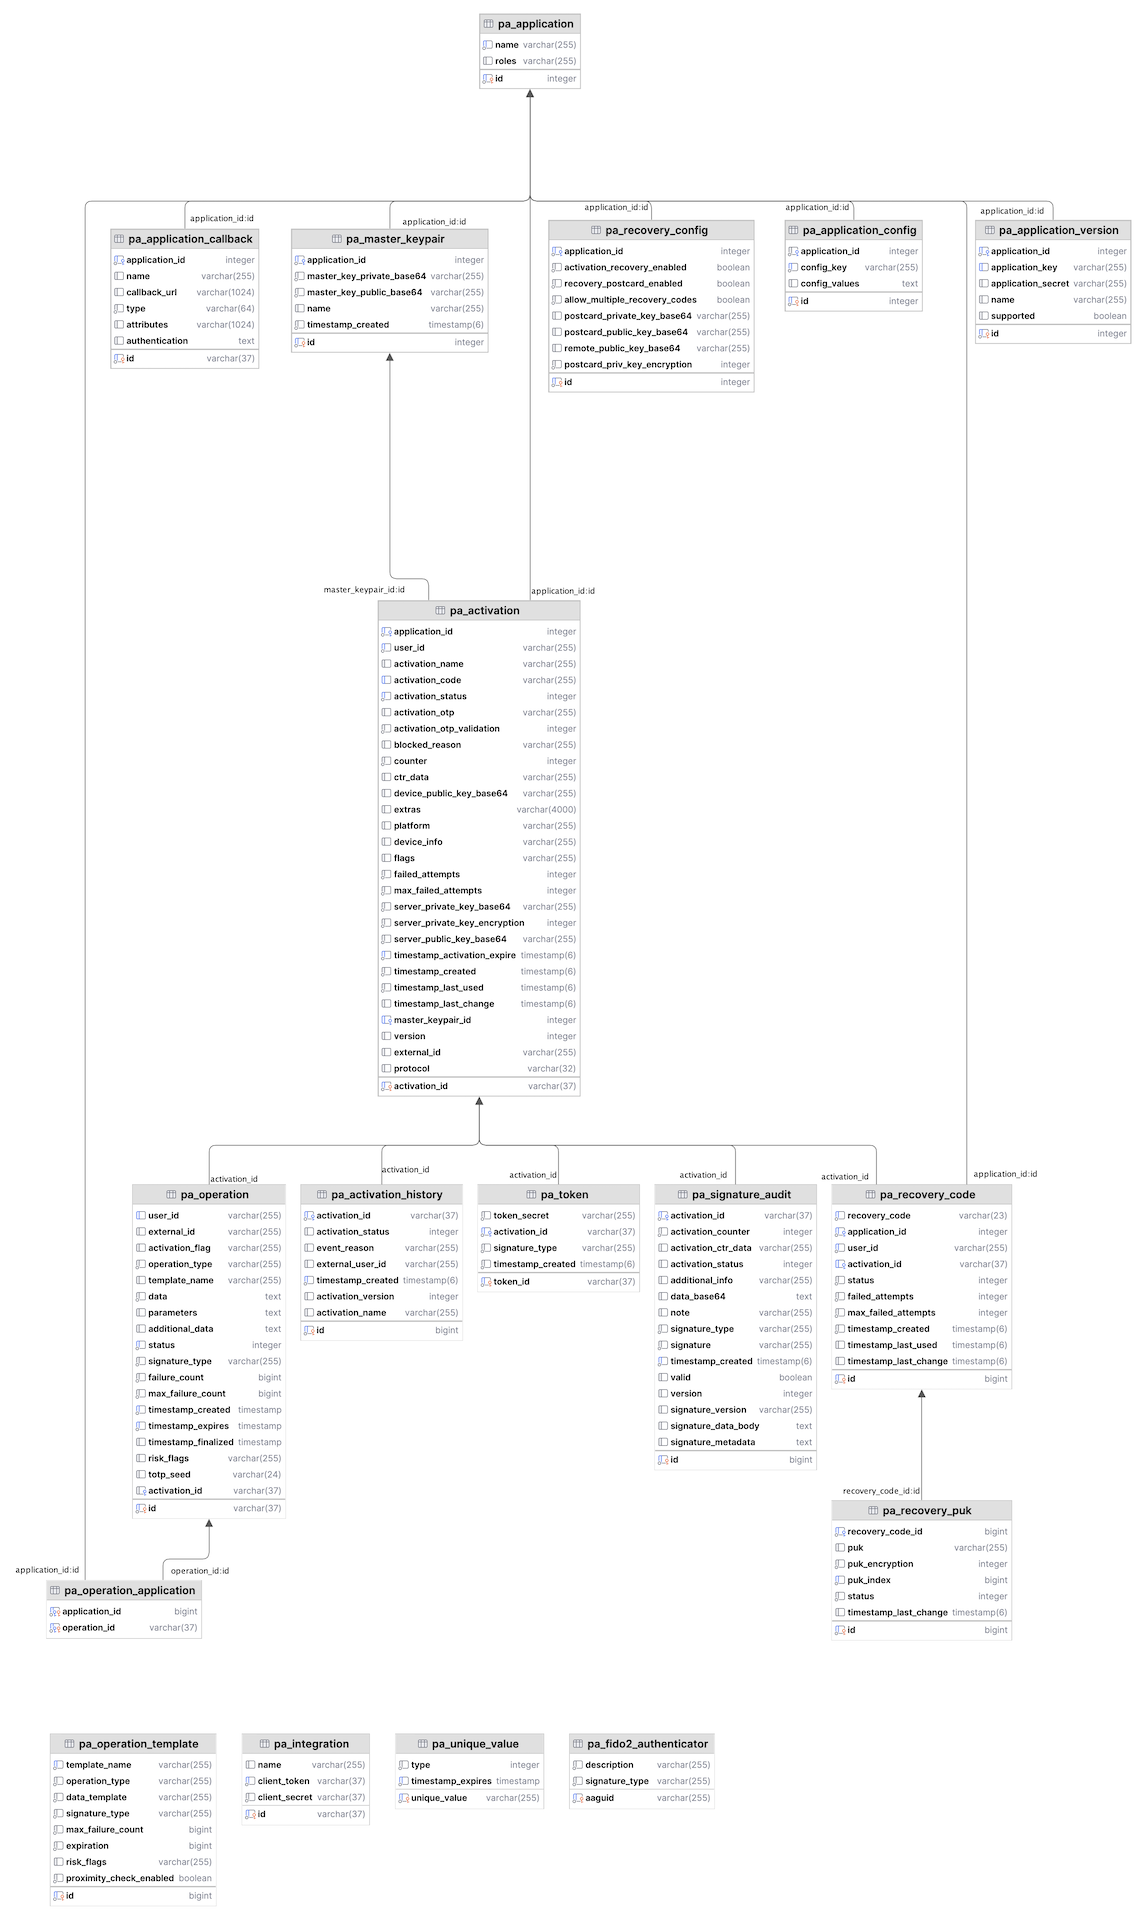 pa_application
name varchar(255)
roles varchar(255)
id integer
application_id:id
application_id:id
application_id:id
application_id:id
application_id:id
pa_application_callback
application_id integer
name varchar(255)
callback_url varchar(1024)
type varchar(64)
attributes varchar(1024)
authentication text
id varchar(37)
pa_master_keypair
application_id integer
master_key_private_base64 varchar(255)
master_key_public_base64 varchar(255)
name varchar(255)
timestamp_created timestamp(6)
id integer
pa_recovery_config
application_id integer
activation_recovery_enabled boolean
recovery_postcard_enabled boolean
allow_multiple_recovery_codes boolean
postcard_private_key_base64 varchar(255)
postcard_public_key_base64 varchar(255)
remote_public_key_base64 varchar(255)
postcard_priv_key_encryption integer
id integer
pa_application_config
application_id integer
config_key varchar(255)
config_values text
id integer
pa_application_version
application_id integer
application_key varchar(255)
application_secret varchar(255)
name varchar(255)
supported boolean
id integer
master_keypair_id:id
application_id:id
pa_activation
application_id integer
user_id varchar(255)
activation_name varchar(255)
activation_code varchar(255)
activation_status integer
activation_otp varchar(255)
activation_otp_validation integer
blocked_reason varchar(255)
counter integer
ctr_data varchar(255)
device_public_key_base64 varchar(255)
extras varchar(4000)
platform varchar(255)
device_info varchar(255)
flags varchar(255)
failed_attempts integer
max_failed_attempts integer
server_private_key_base64 varchar(255)
server_private_key_encryption integer
server_public_key_base64 varchar(255)
timestamp_activation_expire timestamp(6)
timestamp_created timestamp(6)
timestamp_last_used timestamp(6)
timestamp_last_change timestamp(6)
master_keypair_id integer
version integer
external_id varchar(255)
protocol varchar(32)
activation_id varchar(37)
activation_id
activation_id
activation_id
activation_id
activation_id
application_id:id
pa_operation
user_id varchar(255)
external_id varchar(255)
activation_flag varchar(255)
operation_type varchar(255)
template_name varchar(255)
data text
parameters text
additional_data text
status integer
signature_type varchar(255)
failure_count bigint
max_failure_count bigint
timestamp_created timestamp
timestamp_expires timestamp
timestamp_finalized timestamp
risk_flags varchar(255)
totp_seed varchar(24)
activation_id varchar(37)
id varchar(37)
pa_activation_history
activation_id varchar(37)
activation_status integer
event_reason varchar(255)
external_user_id varchar(255)
timestamp_created timestamp(6)
activation_version integer
activation_name varchar(255)
id bigint
pa_token
token_secret varchar(255)
activation_id varchar(37)
signature_type varchar(255)
timestamp_created timestamp(6)
token_id varchar(37)
pa_signature_audit
activation_id varchar(37)
activation_counter integer
activation_ctr_data varchar(255)
activation_status integer
additional_info varchar(255)
data_base64 text
note varchar(255)
signature_type varchar(255)
signature varchar(255)
timestamp_created timestamp(6)
valid boolean
version integer
signature_version varchar(255)
signature_data_body text
signature_metadata text
id bigint
pa_recovery_code
recovery_code varchar(23)
application_id integer
user_id varchar(255)
activation_id varchar(37)
status integer
failed_attempts integer
max_failed_attempts integer
timestamp_created timestamp(6)
timestamp_last_used timestamp(6)
timestamp_last_change timestamp(6)
id bigint
recovery_code_id:id
pa_recovery_puk
recovery_code_id bigint
puk varchar(255)
puk_encryption integer
puk_index bigint
status integer
timestamp_last_change timestamp(6)
id bigint
application_id:id
operation_id:id
pa_operation_application
application_id bigint
operation_id varchar(37)
pa_operation_template
template_name varchar(255)
operation_type varchar(255)
data_template varchar(255)
signature_type varchar(255)
max_failure_count bigint
expiration bigint
risk_flags varchar(255)
proximity_check_enabled boolean
id bigint
pa_integration
name varchar(255)
client_token varchar(37)
client_secret varchar(37)
id varchar(37)
pa_unique_value
type integer
timestamp_expires timestamp
unique_value varchar(255)
pa_fido2_authenticator
description varchar(255)
signature_type varchar(255)
aaguid varchar(255)